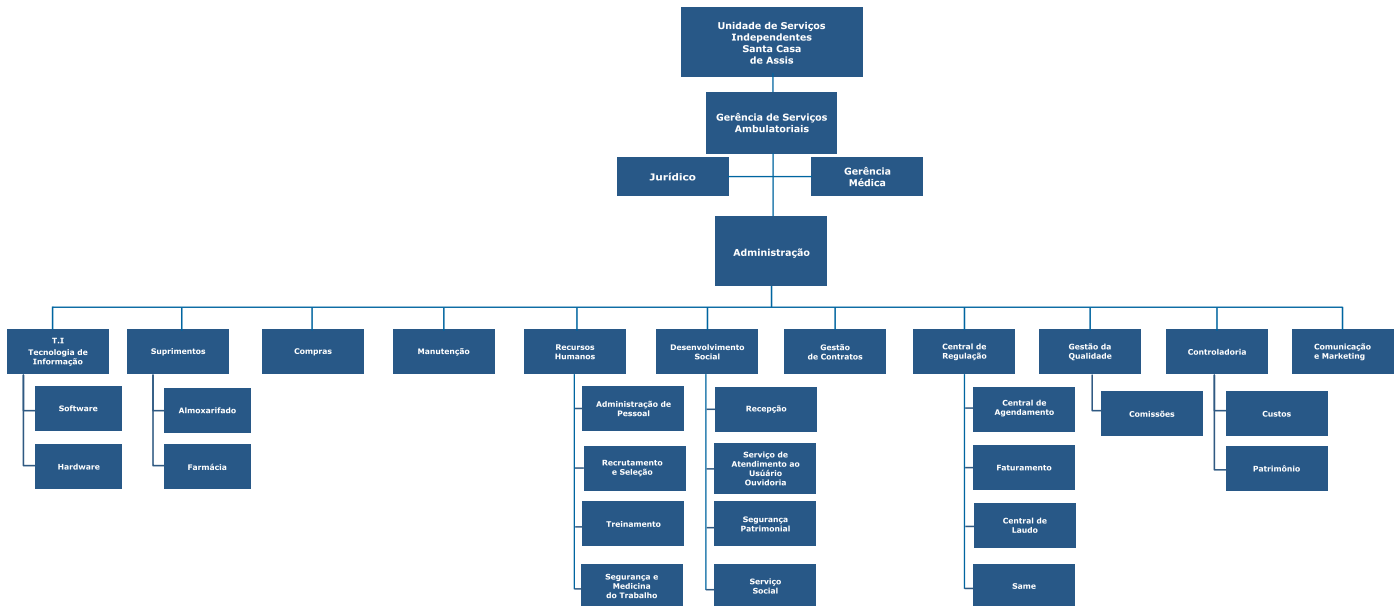 Unidade de Serviços
Independentes
Santa Casa
de Assis
Gerência de Serviços
Ambulatoriais
Jurídico
Gerência
Médica
Administração
T.I
Tecnologia de
Informação
Suprimentos
Compras
Manutenção
Recursos
Humanos
Desenvolvimento
Social
Gestão
de Contratos
Central de
Regulação
Gestão da
Qualidade
Controladoria
Comunicação
e Marketing
Software
Hardware
Almoxarifado
Farmácia
Administração de
Pessoal
Recrutamento
e Seleção
Treinamento
Segurança e
Medicina
do Trabalho
Recepção
Serviço de
Atendimento ao
Usúário
Ouvidoria
Segurança
Patrimonial
Serviço
Social
Central de
Agendamento
Faturamento
Central de
Laudo
Same
Comissões
Custos
Patrimônio